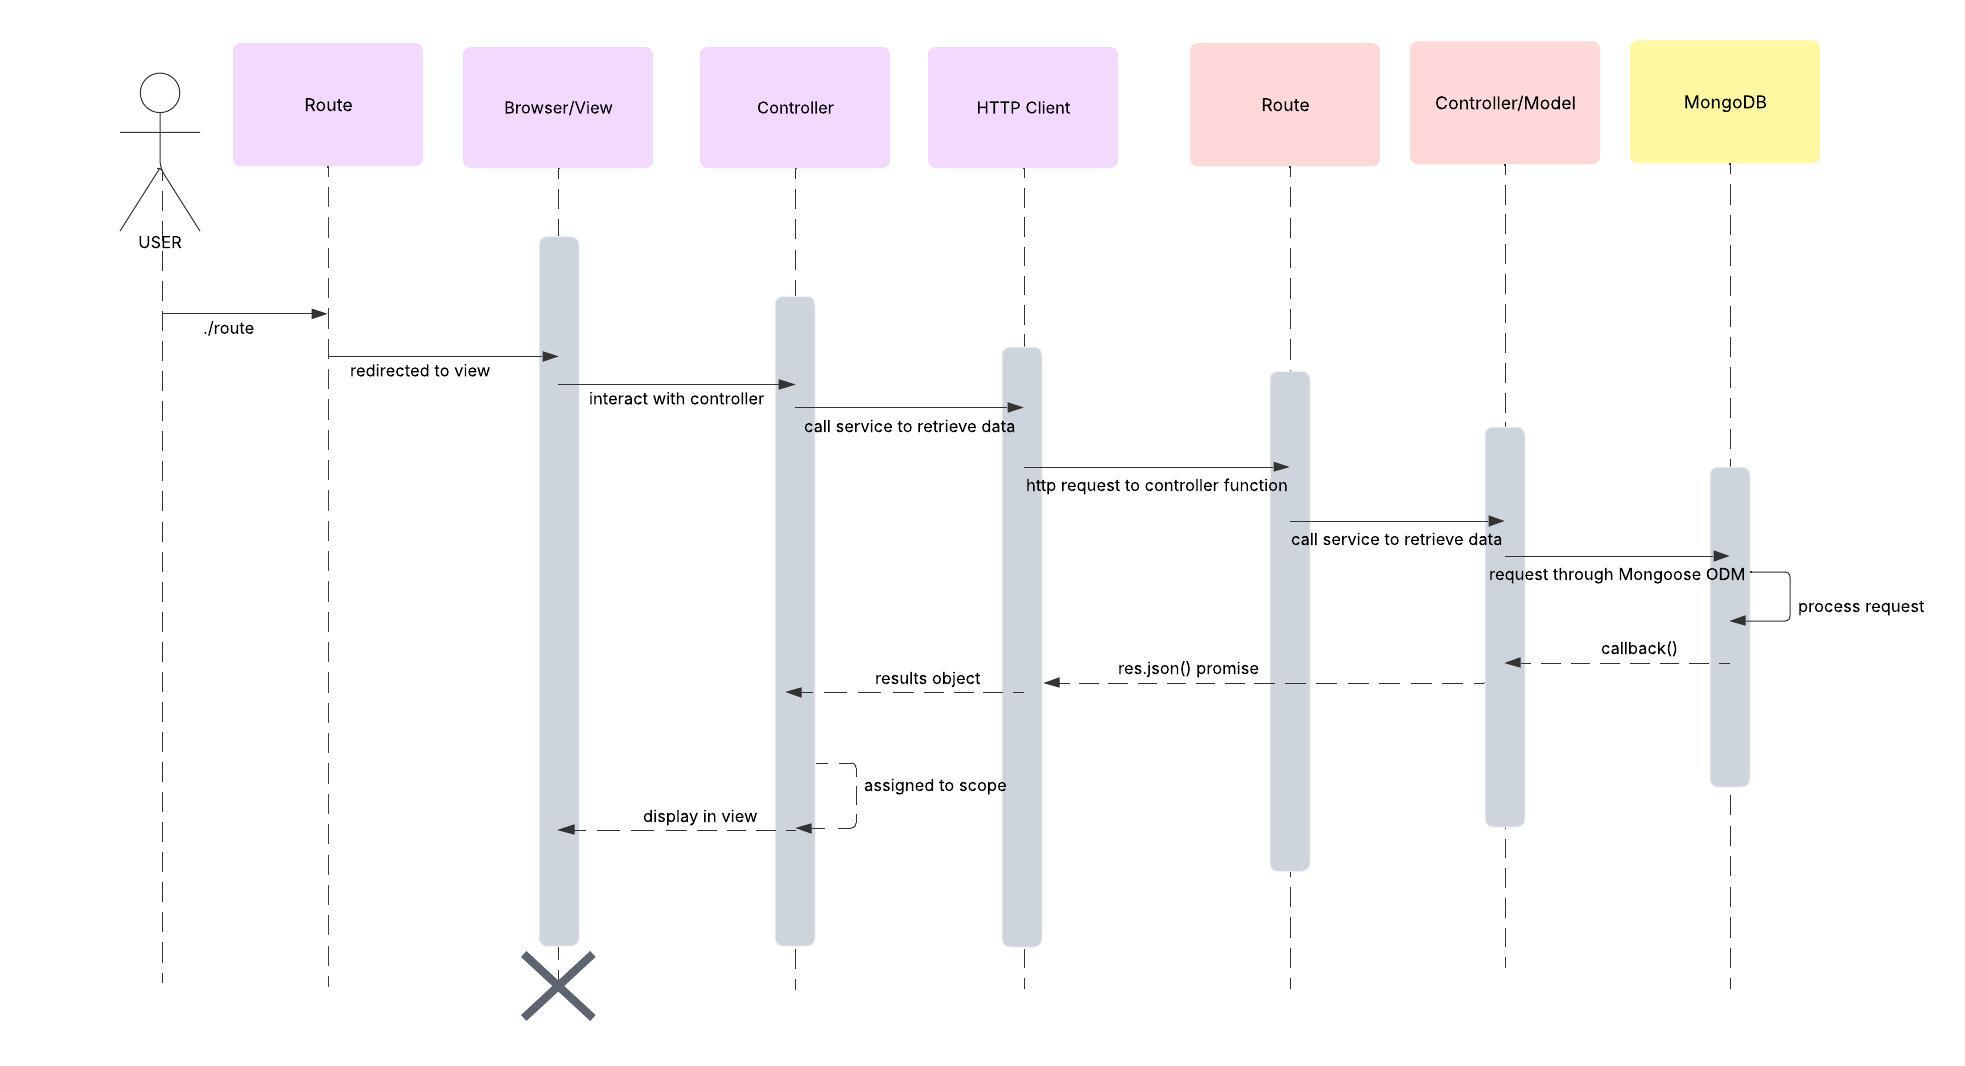 Route
Browser/View
Controller
HTTP Client
Route
Controller/Model
MongoDB
USER
./route
redirected to view
interact with controller
call service to retrieve data
http request to controller function
call service to retrieve data
request through Mongoose ODM
process request
callback()
res.json() promise
results object
assigned to scope
display in view